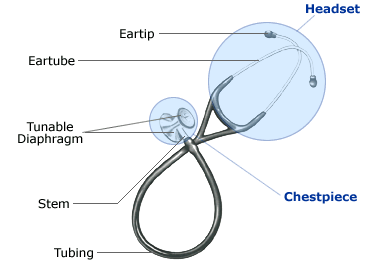 Headset
Eartip
Eartube
Tunable
Diaphragm
Chestpiece
Stem
Tubing